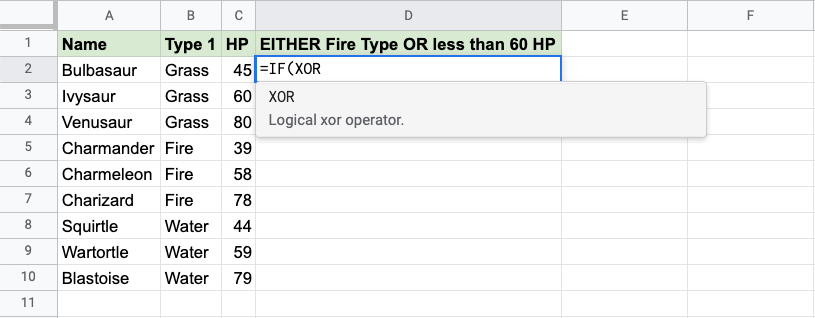 A B C D E F
1 Name Type 1 HP EITHER Fire Type OR less than 60 HP
2 Bulbasaur Grass 45 =IF(XOR
3 Ivysaur Grass 60 XOR
4 Venusaur Grass 80 Logical xor operator.
5 Charmander Fire 39
6 Charmeleon Fire 58
7 Charizard Fire 78
8 Squirtle Water 44
9 Wartortle Water 59
10 Blastoise Water 79
11